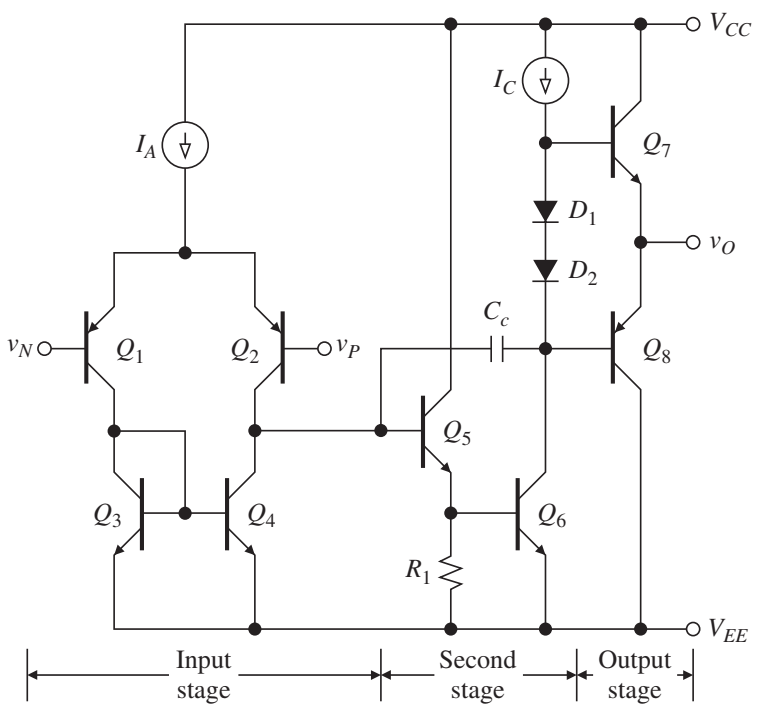 V_CC
I_C
I_A
Q_7
D_1
v_O
D_2
C_c
v_N
Q_1
Q_2
v_P
Q_8
Q_5
Q_3
Q_4
Q_6
R_1
V_EE
Input
stage
Second
stage
Output
stage